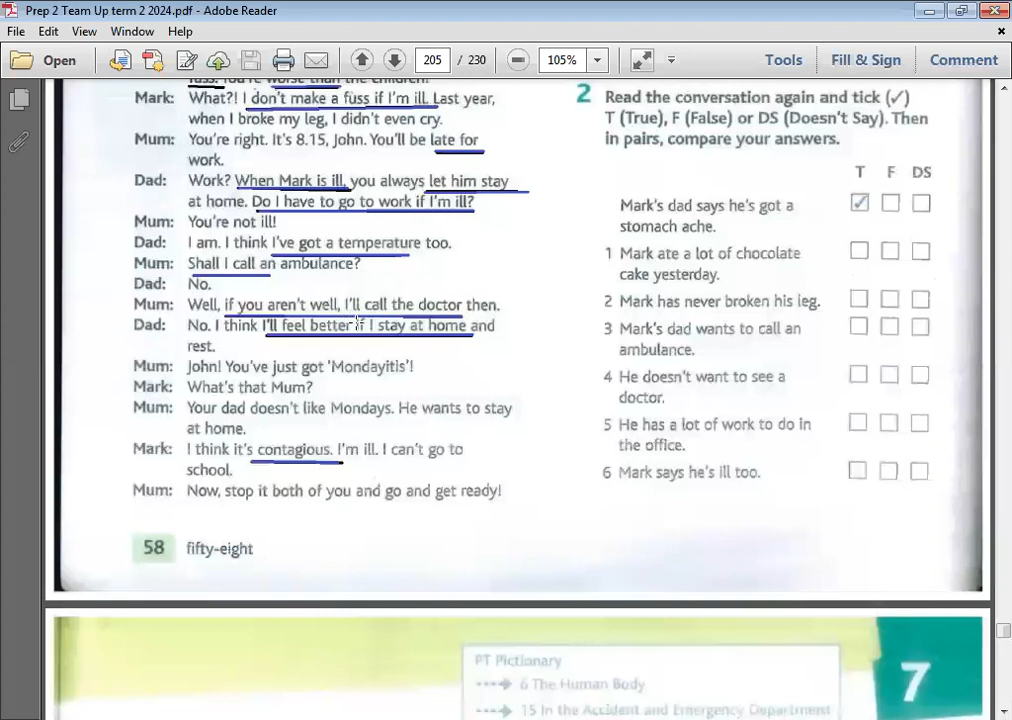 Prep 2 Team Up term 2 2024.pdf - Adobe Reader
File Edit View Window Help
Open 205 / 230 105% Tools Fill & Sign Comment
fuss. You're worse than the children!
Mark: What?! I don't make a fuss if I'm ill. Last year,
when I broke my leg, I didn't even cry.
Mum: You're right. It's 8.15, John. You'll be late for
work.
Dad: Work? When Mark is ill, you always let him stay
at home. Do I have to go to work if I'm ill?
Mum: You're not ill!
Dad: I am. I think I've got a temperature too.
Mum: Shall I call an ambulance?
Dad: No.
Mum: Well, if you aren't well, I'll call the doctor then.
Dad: No. I think I'll feel better if I stay at home and
rest.
Mum: John! You've just got 'Mondayitis'!
Mark: What's that Mum?
Mum: Your dad doesn't like Mondays. He wants to stay
at home.
Mark: I think it's contagious. I'm ill. I can't go to
school.
Mum: Now, stop it both of you and go and get ready!
58 fifty-eight
2 Read the conversation again and tick (✓)
T (True), F (False) or DS (Doesn't Say). Then
in pairs, compare your answers.
T F DS
Mark's dad says he's got a
stomach ache.
1 Mark ate a lot of chocolate
cake yesterday.
2 Mark has never broken his leg.
3 Mark's dad wants to call an
ambulance.
4 He doesn't want to see a
doctor.
5 He has a lot of work to do in
the office.
6 Mark says he's ill too.
PT Pictionary
6 The Human Body
15 In the Accident and Emergency Department
7